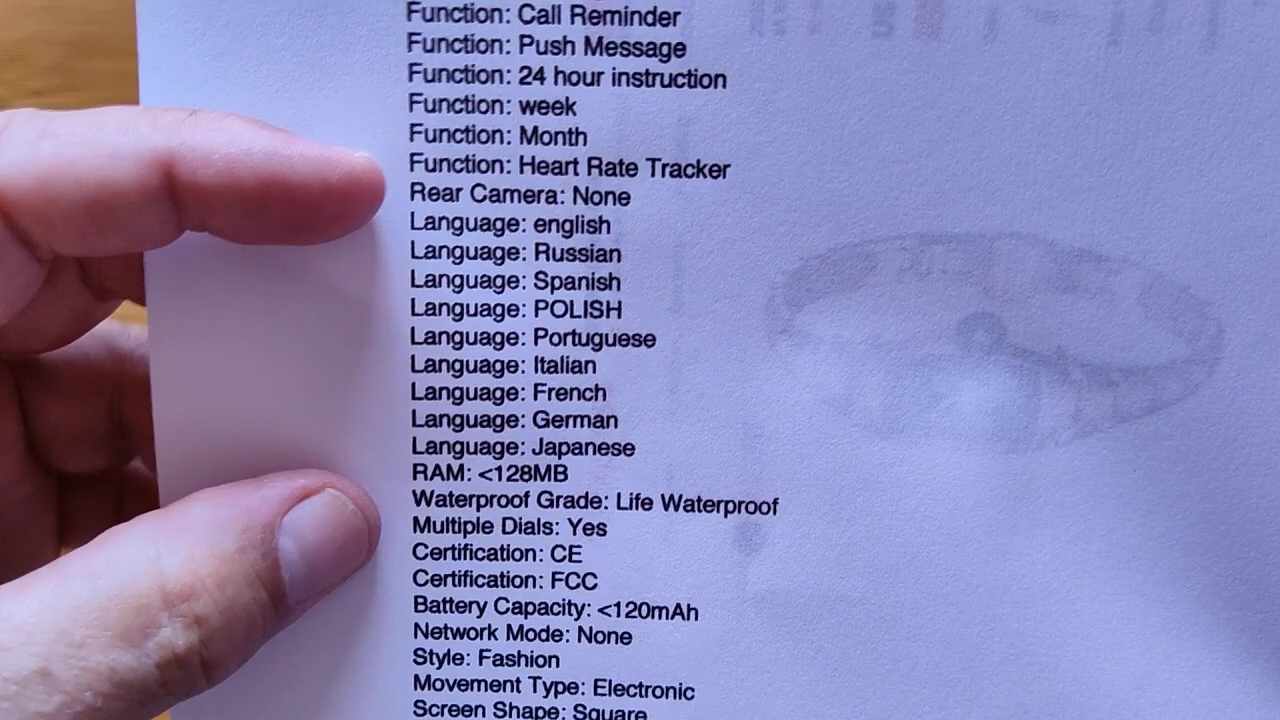 Function: Call Reminder
Function: Push Message
Function: 24 hour instruction
Function: week
Function: Month
Function: Heart Rate Tracker
Rear Camera: None
Language: english
Language: Russian
Language: Spanish
Language: POLISH
Language: Portuguese
Language: Italian
Language: French
Language: German
Language: Japanese
RAM: <128MB
Waterproof Grade: Life Waterproof
Multiple Dials: Yes
Certification: CE
Certification: FCC
Battery Capacity: <120mAh
Network Mode: None
Style: Fashion
Movement Type: Electronic
Screen Shape: Square